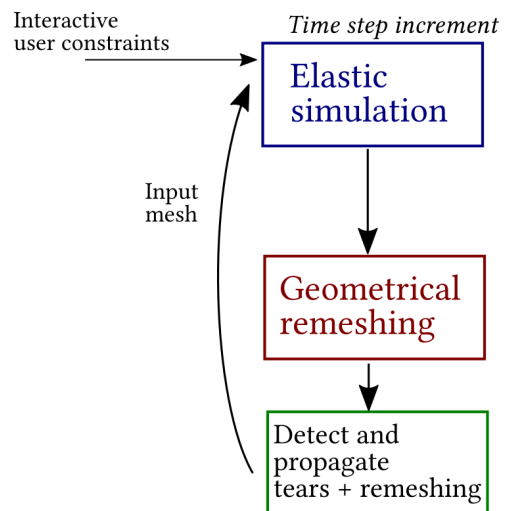 Interactive
user constraints
Time step increment
Elastic
simulation
Input
mesh
Geometrical
remeshing
Detect and
propagate
tears + remeshing